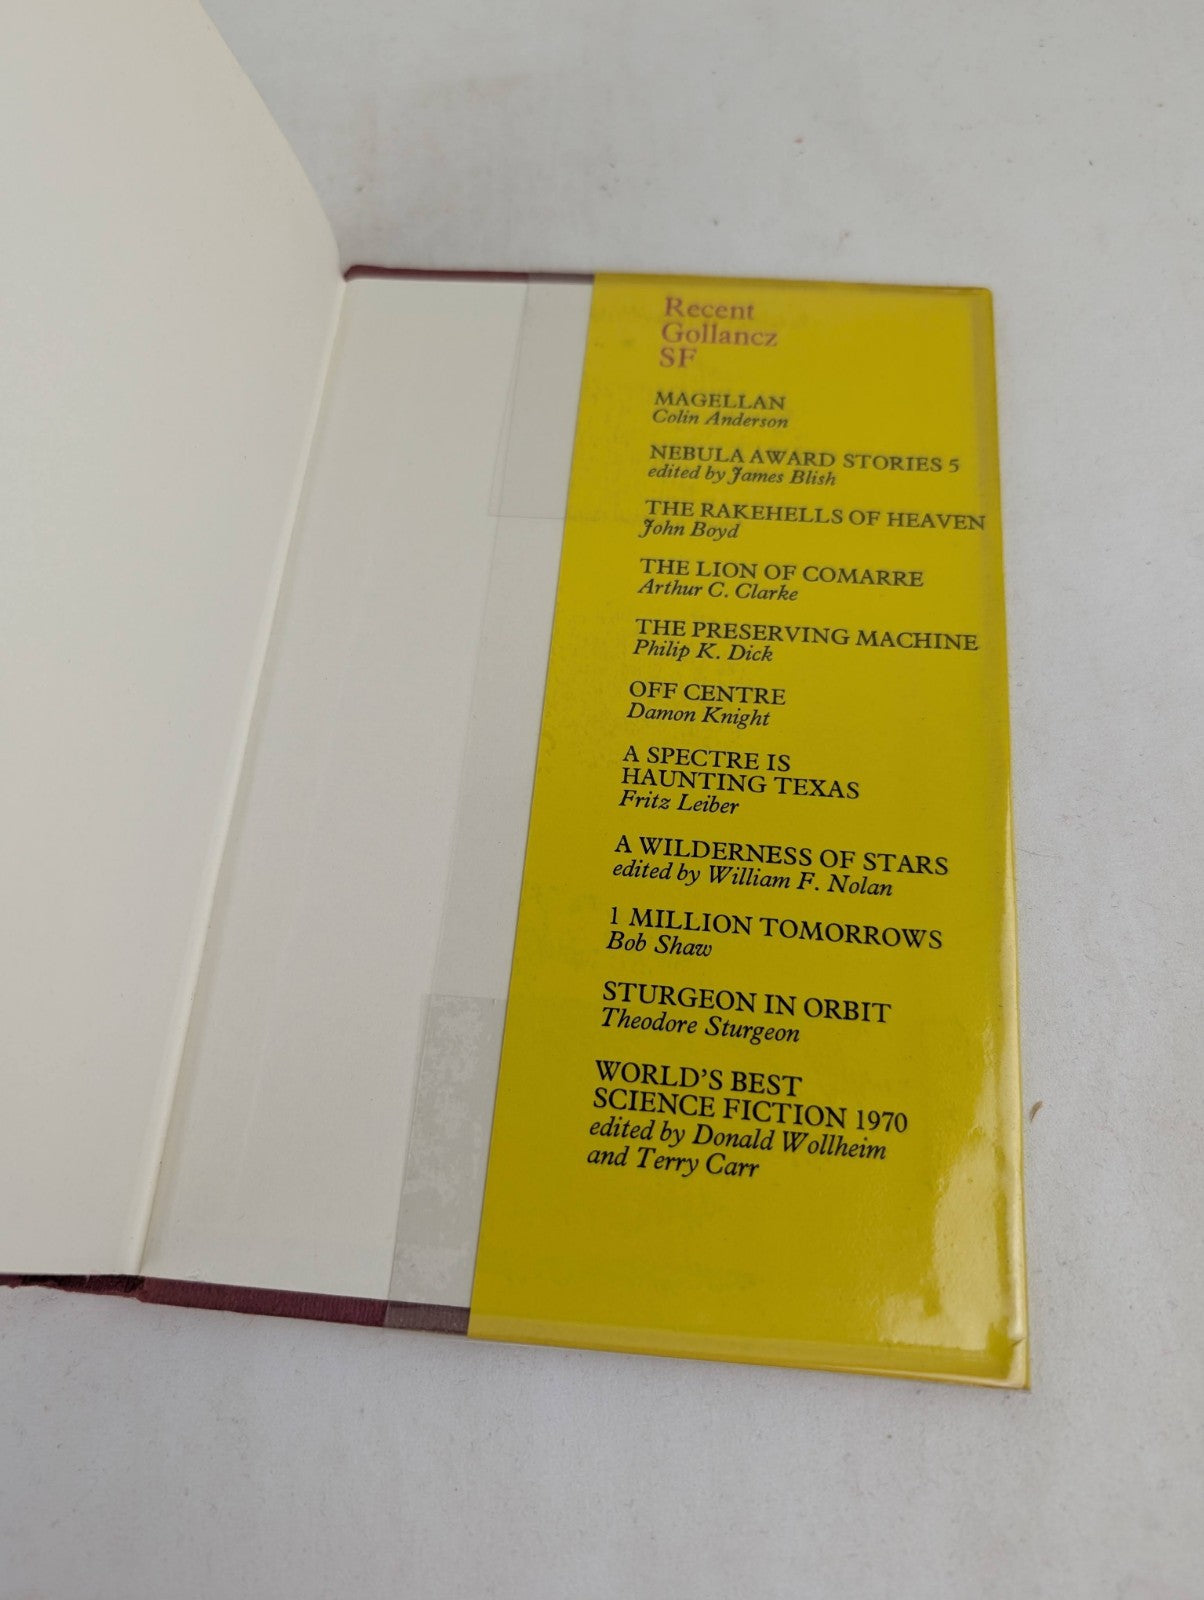 Recent
Gollancz
SF
MAGELLAN
Colin Anderson
NEBULA AWARD STORIES 5
edited by James Blish
THE RAKEHELLS OF HEAVEN
John Boyd
THE LION OF COMARRE
Arthur C. Clarke
THE PRESERVING MACHINE
Philip K. Dick
OFF CENTRE
Damon Knight
A SPECTRE IS
HAUNTING TEXAS
Fritz Leiber
A WILDERNESS OF STARS
edited by William F. Nolan
1 MILLION TOMORROWS
Bob Shaw
STURGEON IN ORBIT
Theodore Sturgeon
WORLD'S BEST
SCIENCE FICTION 1970
edited by Donald Wollheim
and Terry Carr